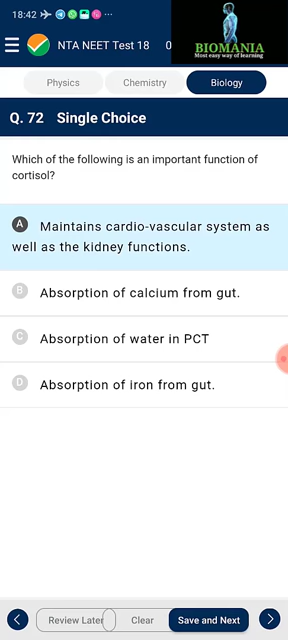 18:42
NTA NEET Test 18 0
BIOMANIA
Most easy way of learning
Physics Chemistry Biology
Q. 72 Single Choice
Which of the following is an important function of
cortisol?
A Maintains cardio-vascular system as
well as the kidney functions.
B Absorption of calcium from gut.
C Absorption of water in PCT
D Absorption of iron from gut.
Review Later Clear Save and Next